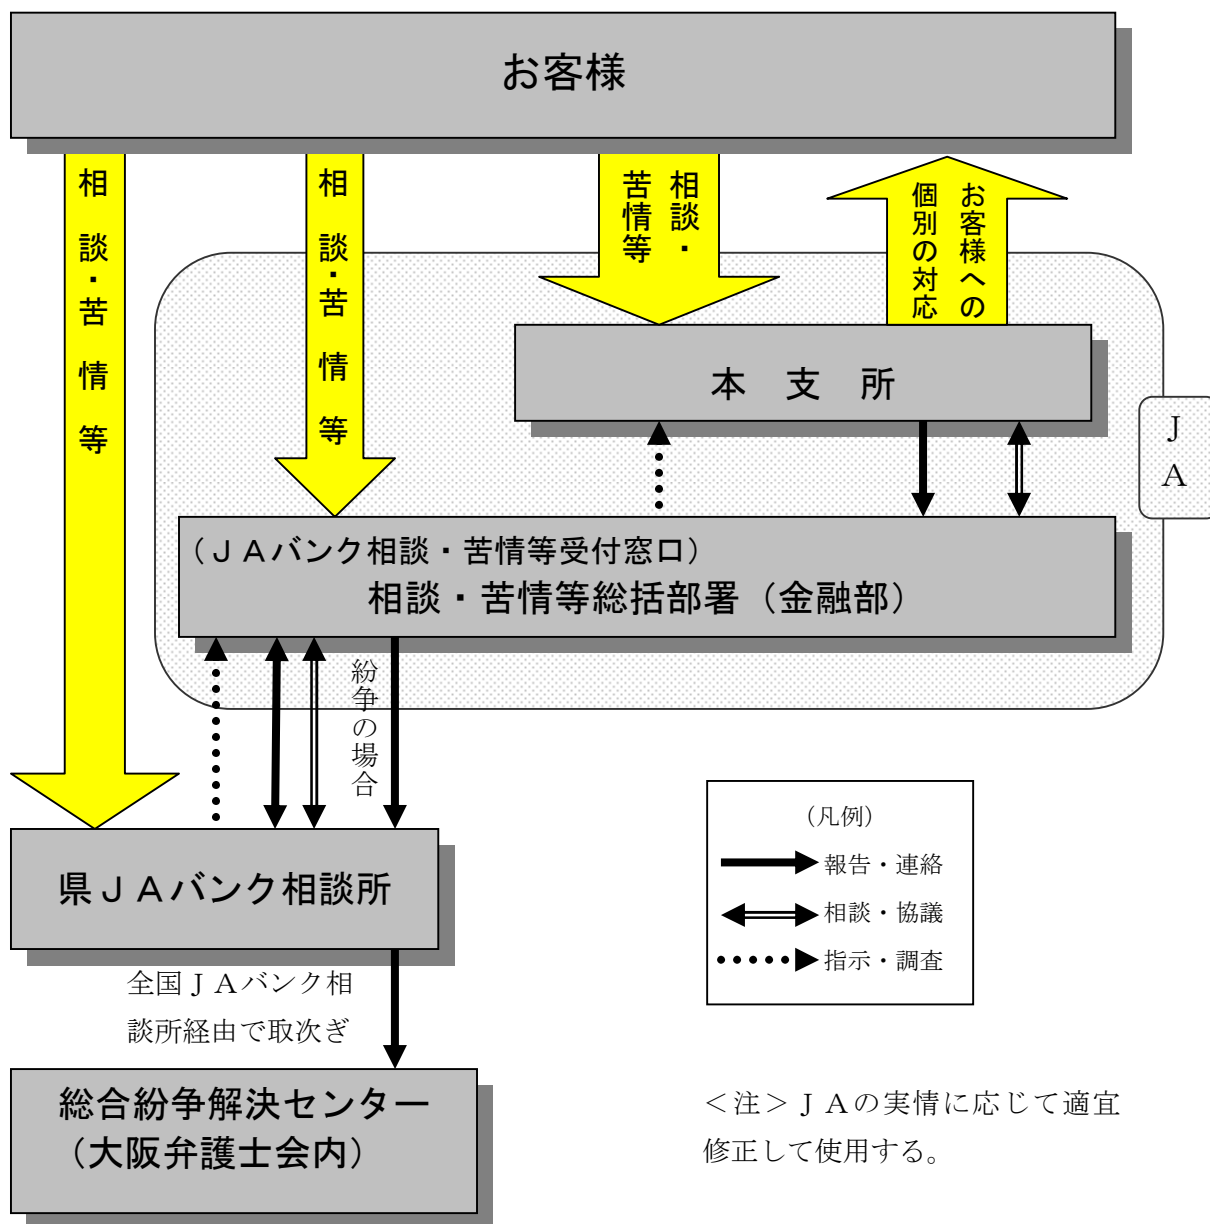 お客様
相談・苦情等
相談・苦情等
相談・
苦情等
お客様への
個別の対応
本 支 所
ＪＡ
（ＪＡバンク相談・苦情等受付窓口）
相談・苦情等総括部署（金融部）
紛争の場合
県ＪＡバンク相談所
全国ＪＡバンク相
談所経由で取次ぎ
総合紛争解決センター
（大阪弁護士会内）
（凡例）
報告・連絡
相談・協議
指示・調査
＜注＞ＪＡの実情に応じて適宜
修正して使用する。